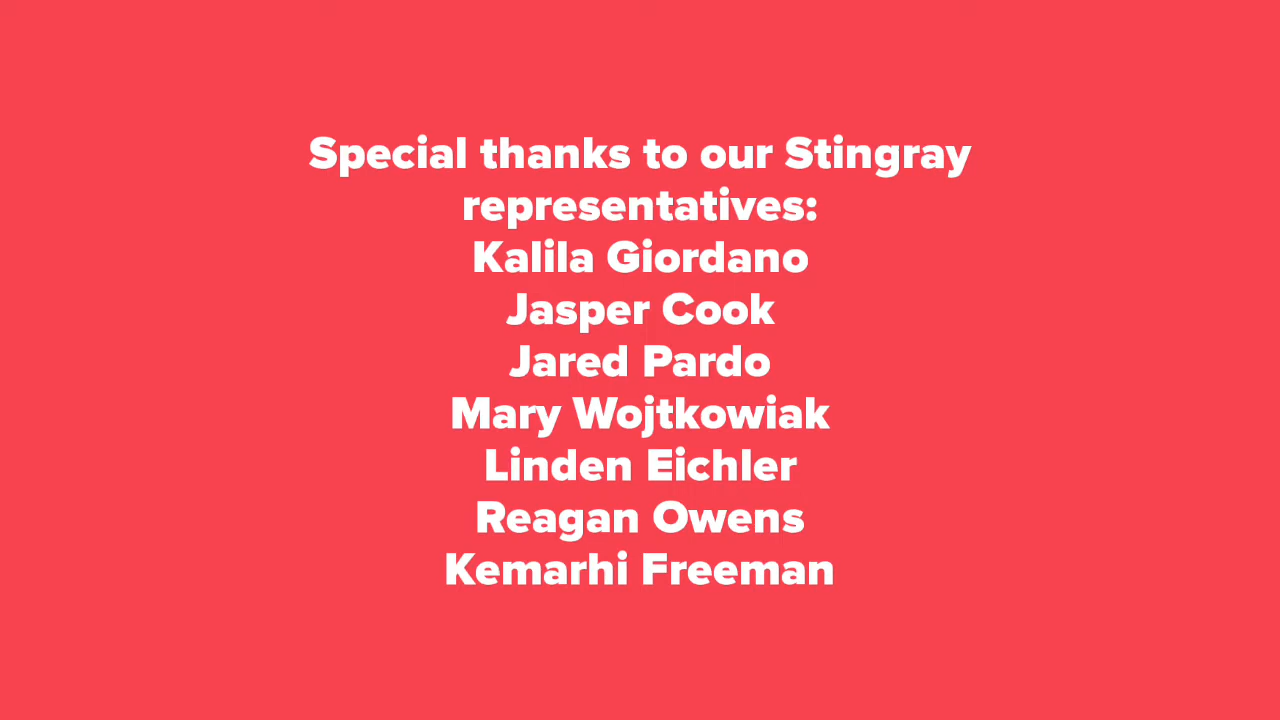 Special thanks to our Stingray
representatives:
Kalila Giordano
Jasper Cook
Jared Pardo
Mary Wojtkowiak
Linden Eichler
Reagan Owens
Kemarhi Freeman